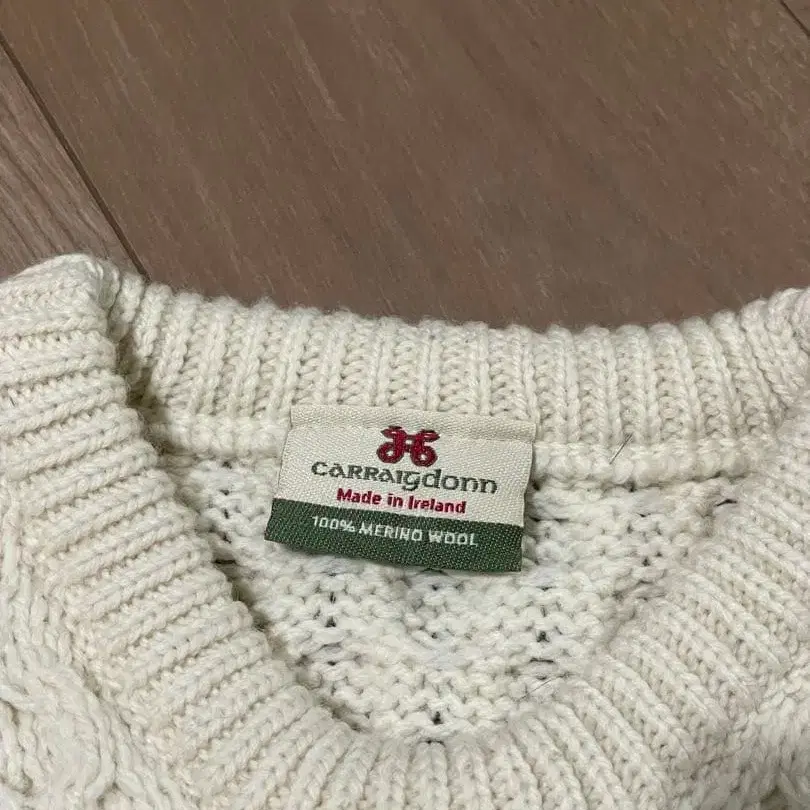 CARRAIGDONN
Made in Ireland
100% MERINO WOOL